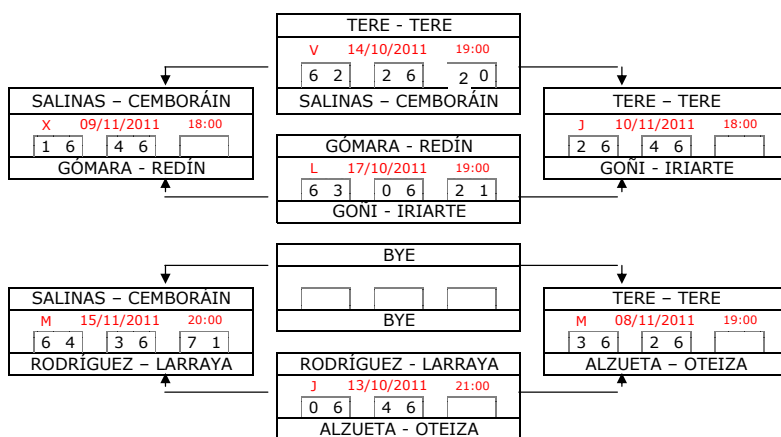 TERE - TERE
V 14/10/2011 19:00
6 2 2 6 2 0
SALINAS – CEMBORÁIN
SALINAS – CEMBORÁIN
X 09/11/2011 18:00
1 6 4 6
GÓMARA - REDÍN
TERE - TERE
J 10/11/2011 18:00
2 6 4 6
GOÑI - IRIARTE
GÓMARA - REDÍN
L 17/10/2011 19:00
6 3 0 6 2 1
GOÑI - IRIARTE
BYE
BYE
SALINAS – CEMBORÁIN
M 15/11/2011 20:00
6 4 3 6 7 1
RODRÍGUEZ – LARRAYA
TERE - TERE
M 08/11/2011 19:00
3 6 2 6
ALZUETA – OTEIZA
RODRÍGUEZ - LARRAYA
J 13/10/2011 21:00
0 6 4 6
ALZUETA - OTEIZA